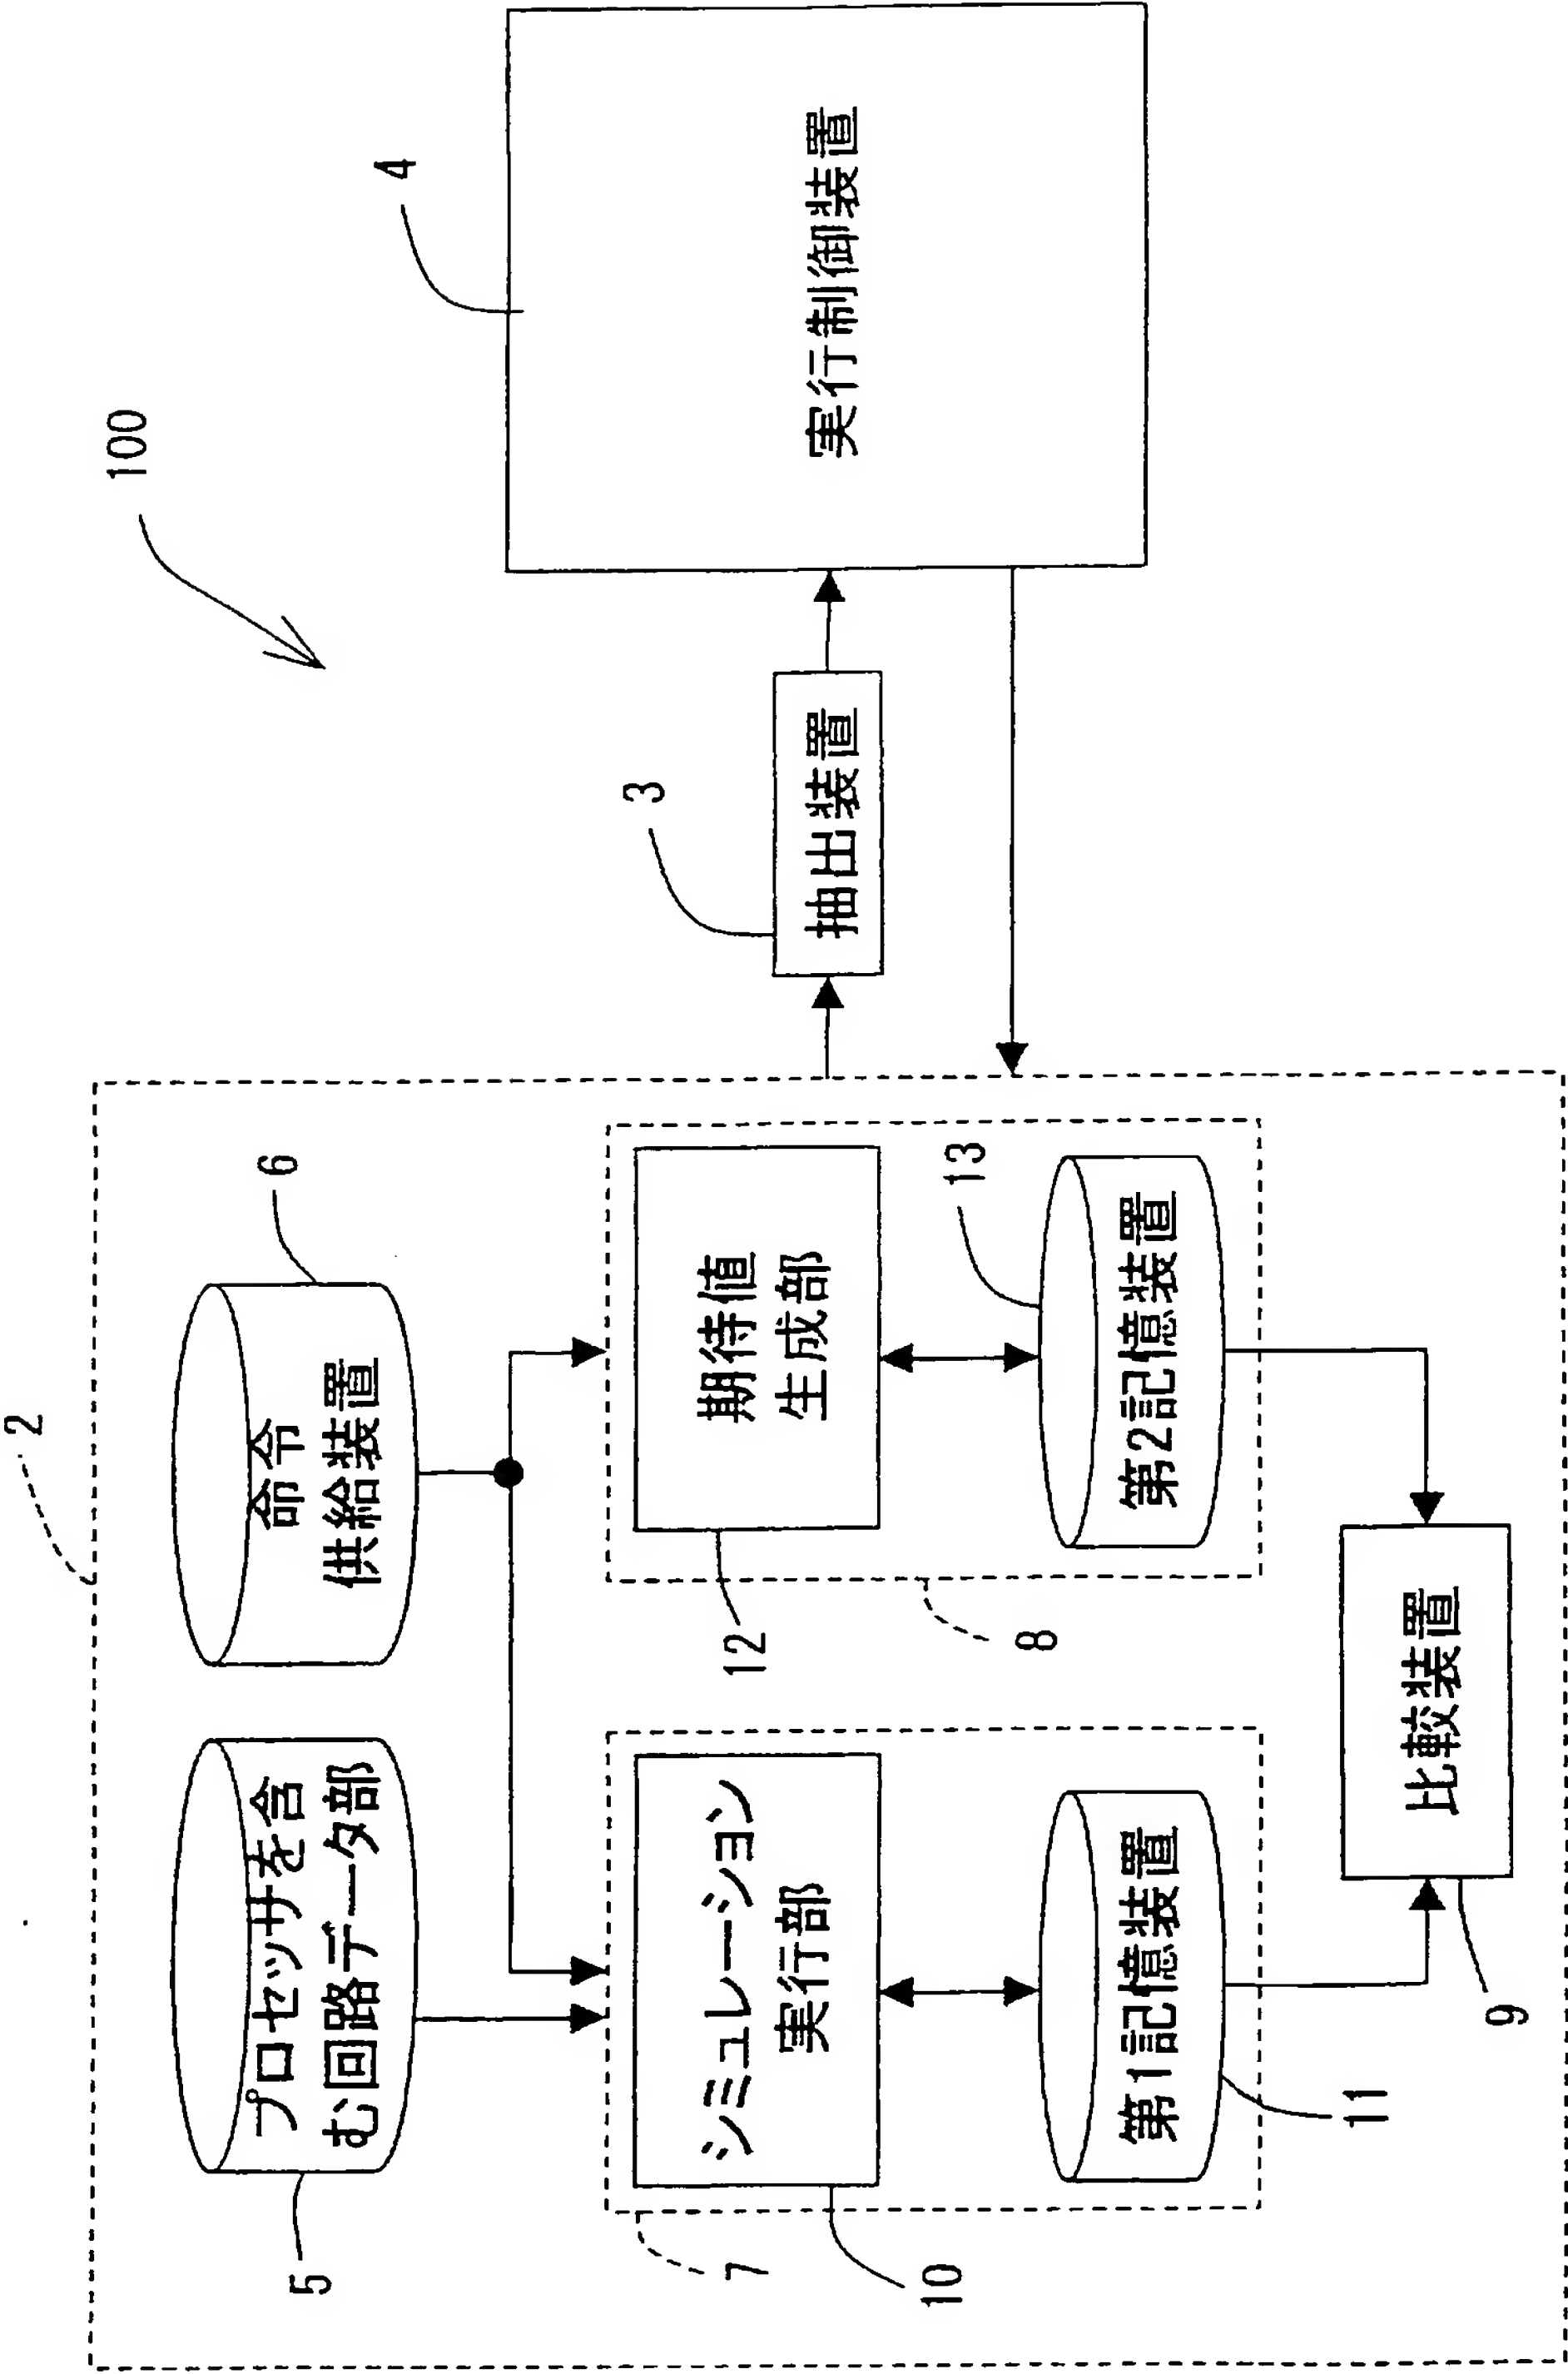 100
2
5
プロセッサを含
む回路データ部
6
命令
供給装置
7
10
シミュレーション
実行部
11
第1記憶装置
8
12
期待値
生成部
13
第2記憶装置
9
比較装置
3
抽出装置
4
実行制御装置